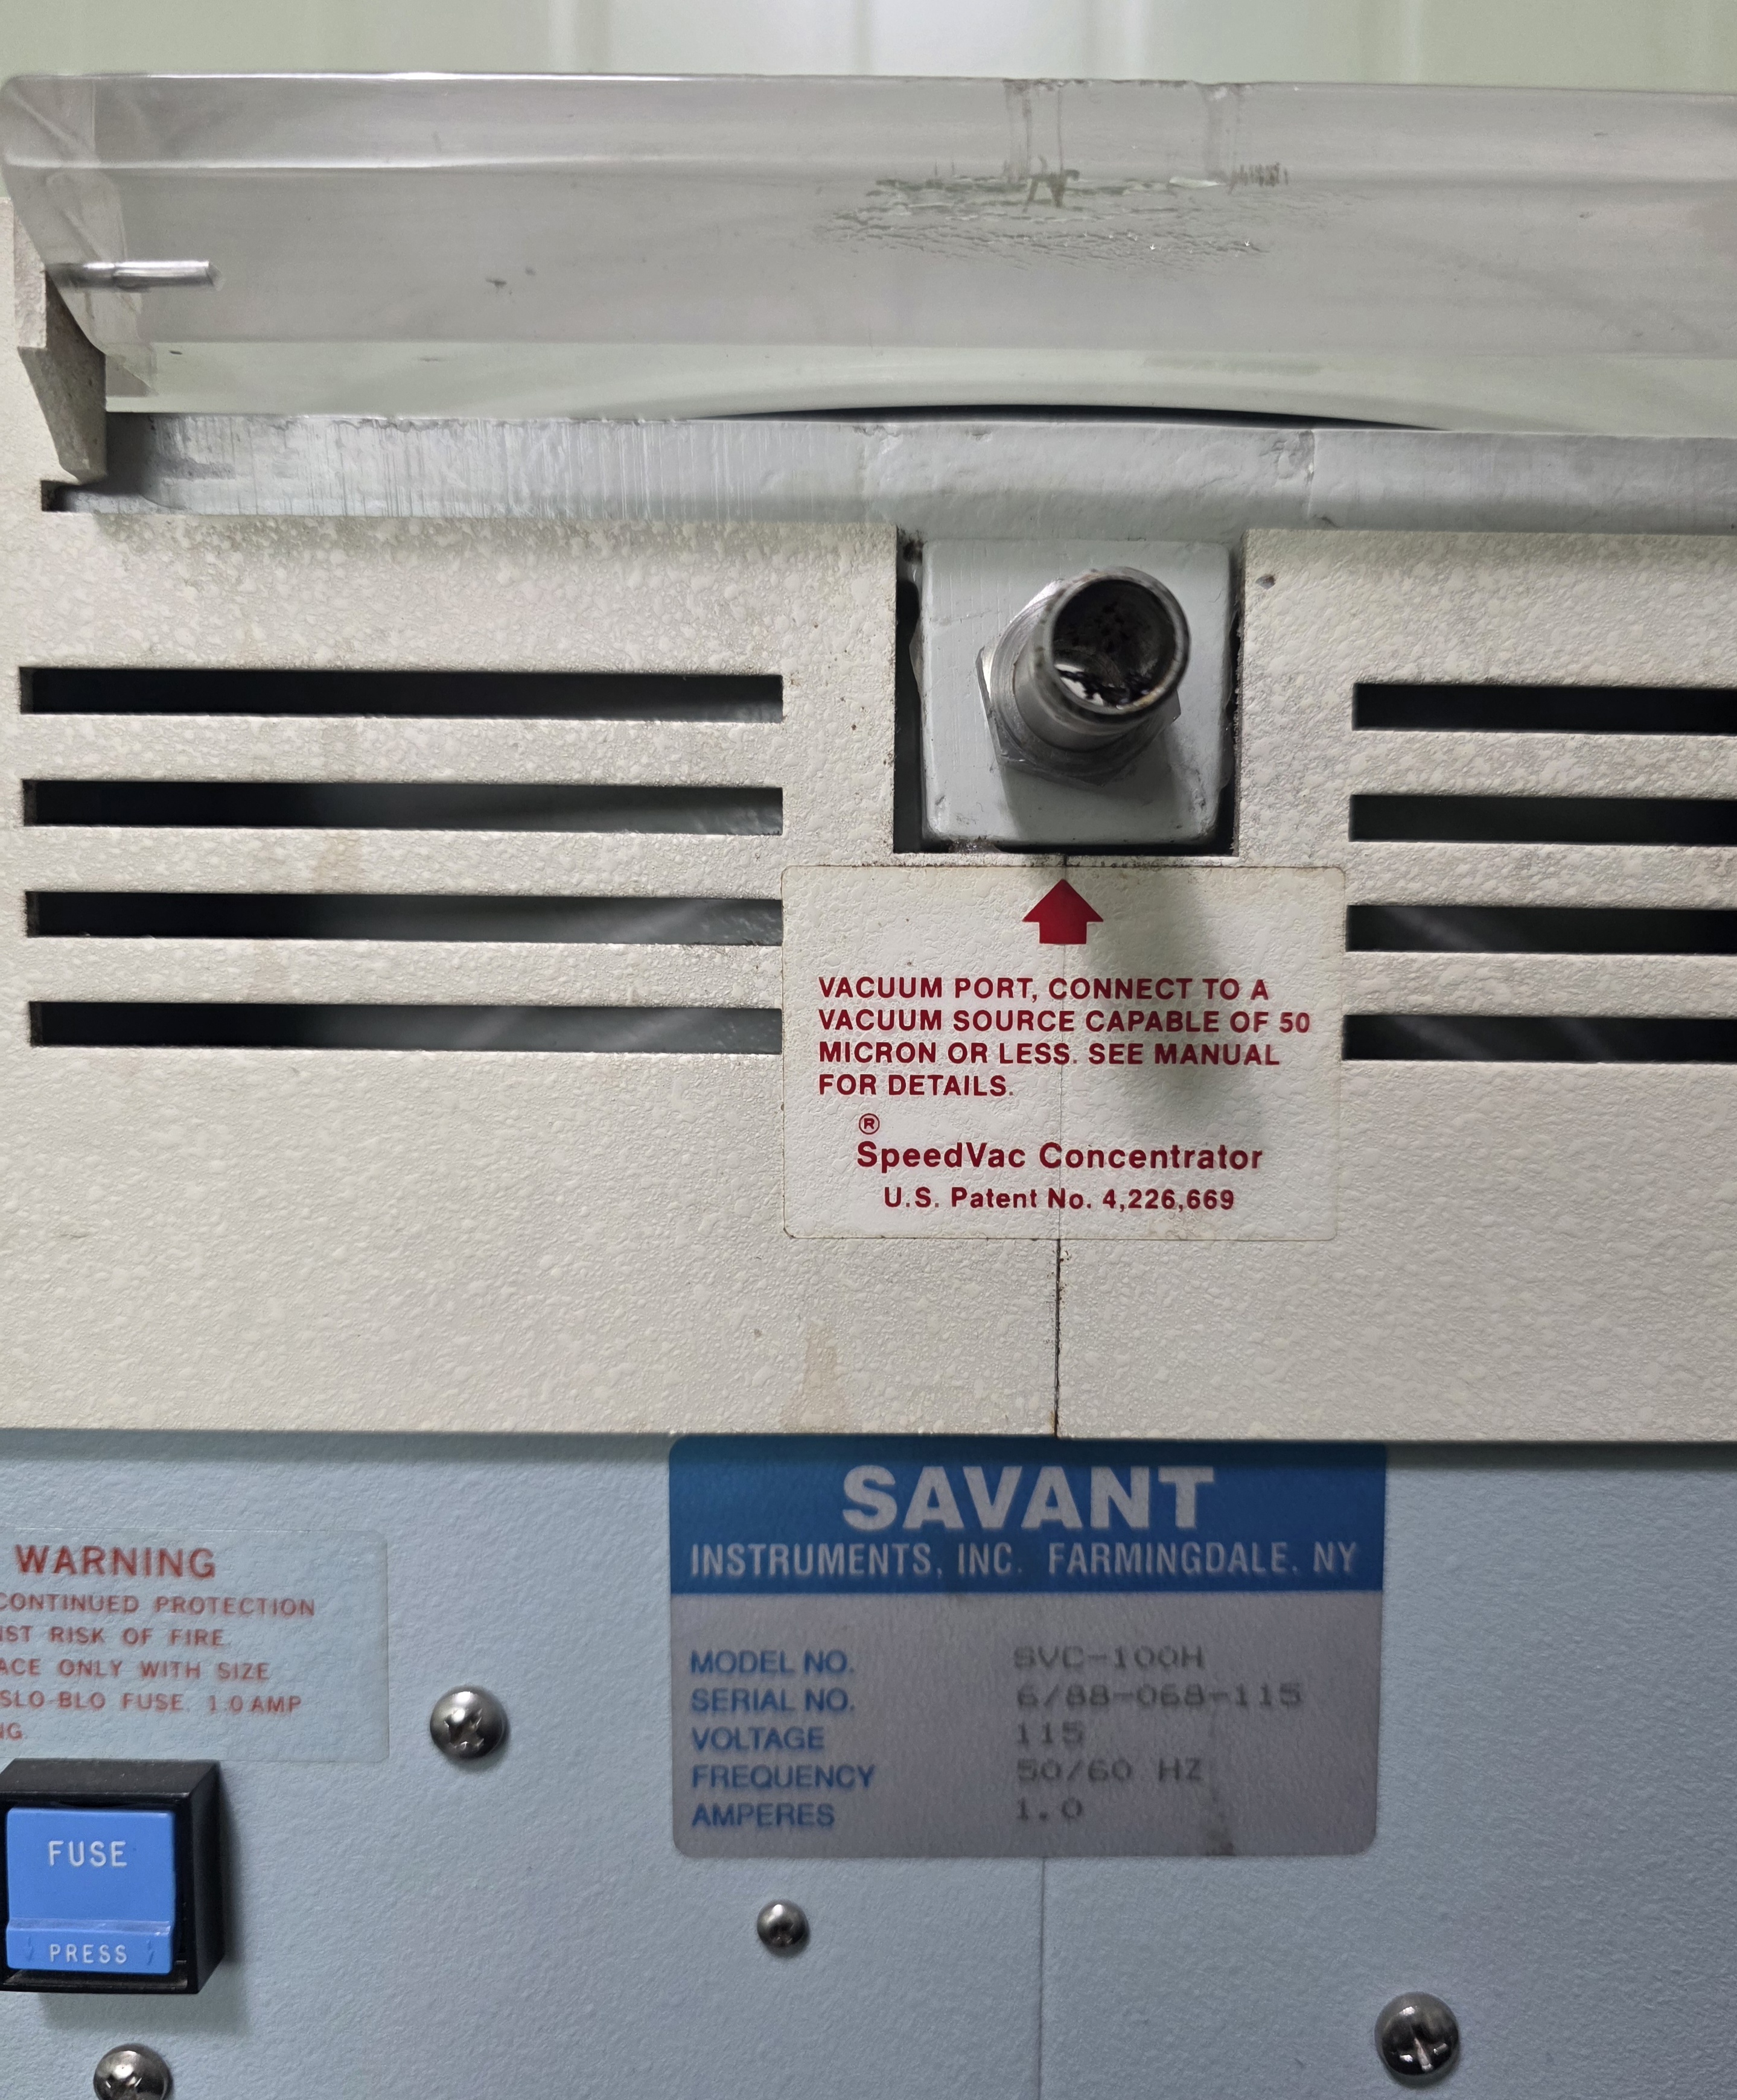 VACUUM PORT, CONNECT TO A
VACUUM SOURCE CAPABLE OF 50
MICRON OR LESS. SEE MANUAL
FOR DETAILS.
®
SpeedVac Concentrator
U.S. Patent No. 4,226,669
SAVANT
INSTRUMENTS, INC. FARMINGDALE, NY
MODEL NO. SVC-100H
SERIAL NO. 6/88-068-115
VOLTAGE 115
FREQUENCY 50/60 HZ
AMPERES 1.0
WARNING
CONTINUED PROTECTION
RISK OF FIRE
ONLY WITH SIZE
SLO-BLO FUSE. 1.0 AMP
FUSE
PRESS